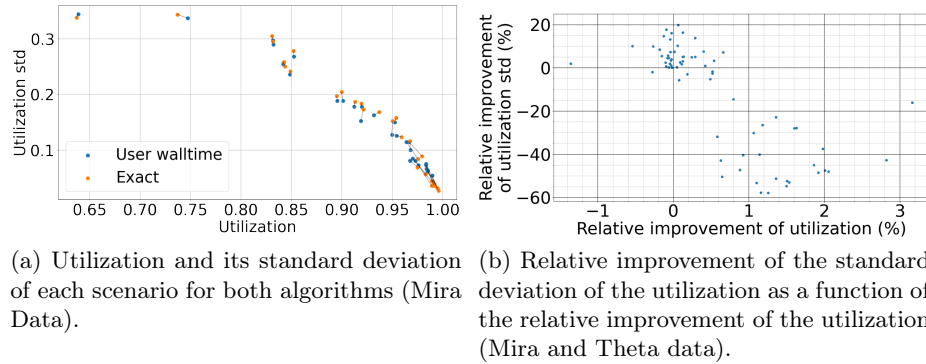 Utilization std
0.3
0.2
0.1
User walltime
Exact
0.65 0.70 0.75 0.80 0.85 0.90 0.95 1.00
Utilization
(a) Utilization and its standard deviation
of each scenario for both algorithms (Mira
Data).
Relative improvement
of utilization std (%)
20
0
−20
−40
−60
−1 0 1 2 3
Relative improvement of utilization (%)
(b) Relative improvement of the standard
deviation of the utilization as a function of
the relative improvement of the utilization
(Mira and Theta data).